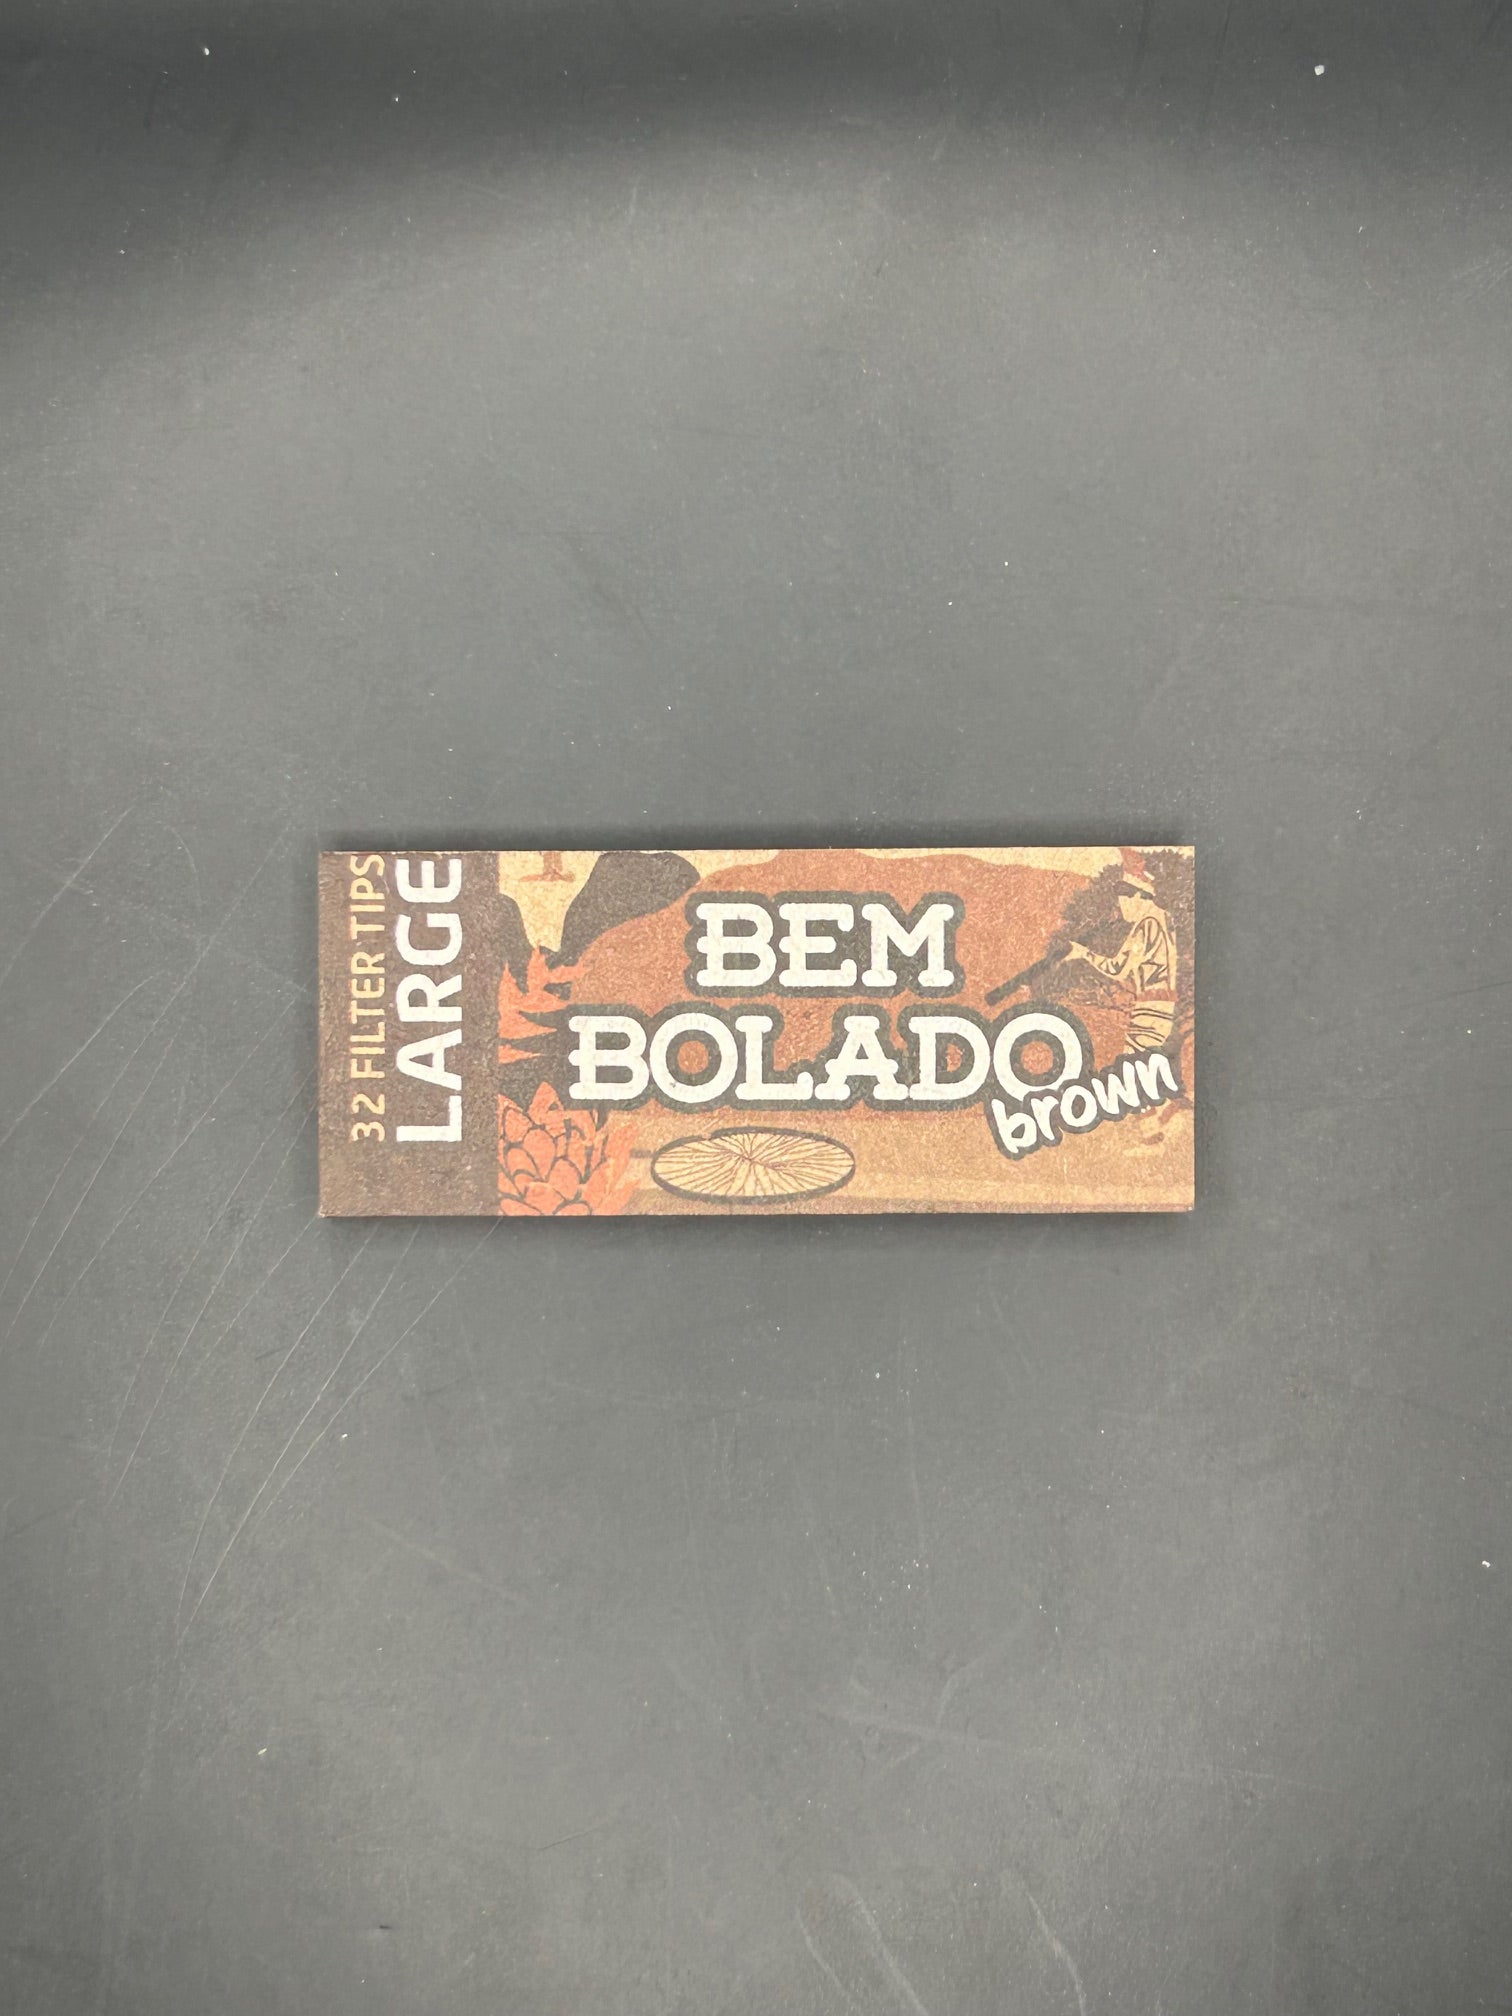 32 FILTER TIPS
LARGE
BEM
BOLADO
brown